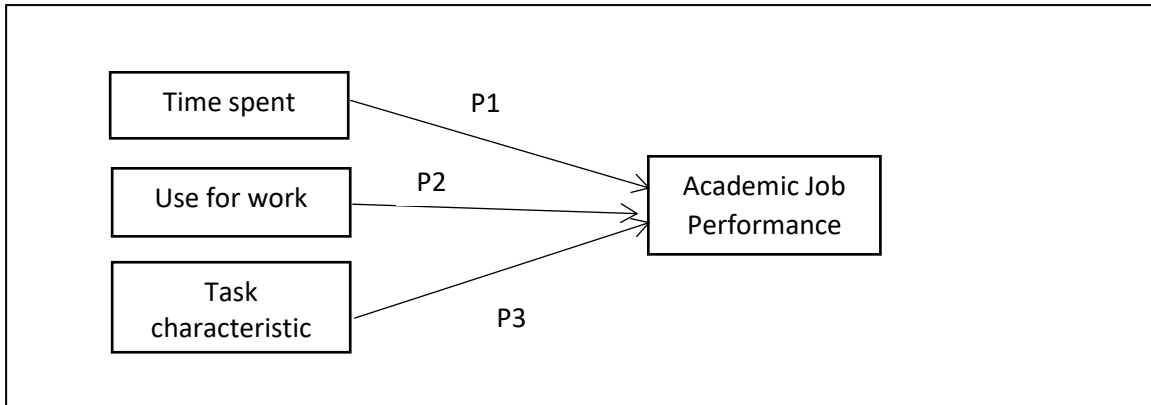 Time spent
P1
Use for work
P2
Academic Job
Performance
Task
characteristic
P3